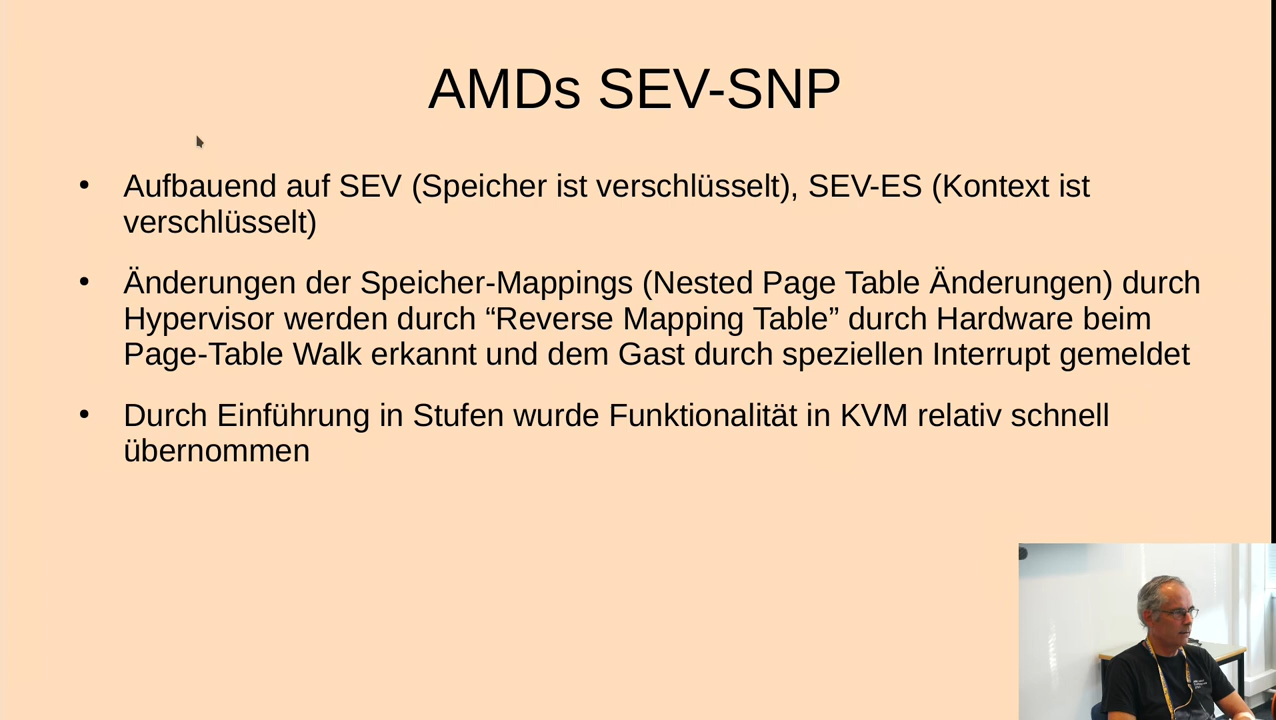 AMDs SEV-SNP
• Aufbauend auf SEV (Speicher ist verschlüsselt), SEV-ES (Kontext ist
verschlüsselt)
• Änderungen der Speicher-Mappings (Nested Page Table Änderungen) durch
Hypervisor werden durch “Reverse Mapping Table” durch Hardware beim
Page-Table Walk erkannt und dem Gast durch speziellen Interrupt gemeldet
• Durch Einführung in Stufen wurde Funktionalität in KVM relativ schnell
übernommen